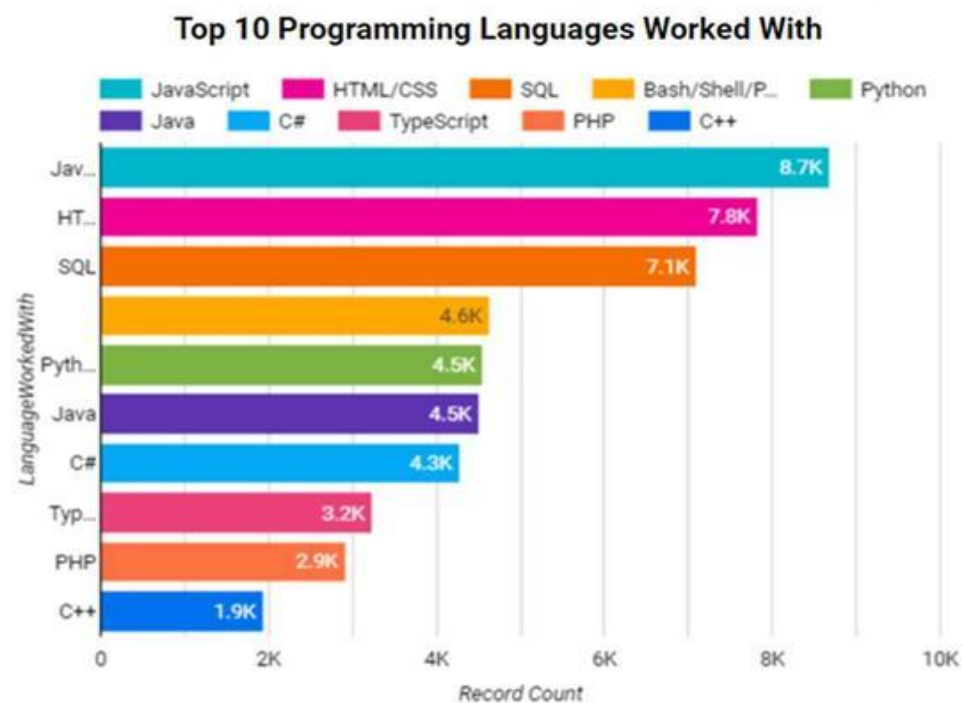 Top 10 Programming Languages Worked With
JavaScript HTML/CSS SQL Bash/Shell/P... Python
Java C# TypeScript PHP C++
LanguageWorkedWith
Jav... 8.7K
HT... 7.8K
SQL 7.1K
4.6K
Pyth... 4.5K
Java 4.5K
C# 4.3K
Typ... 3.2K
PHP 2.9K
C++ 1.9K
0 2K 4K 6K 8K 10K
Record Count